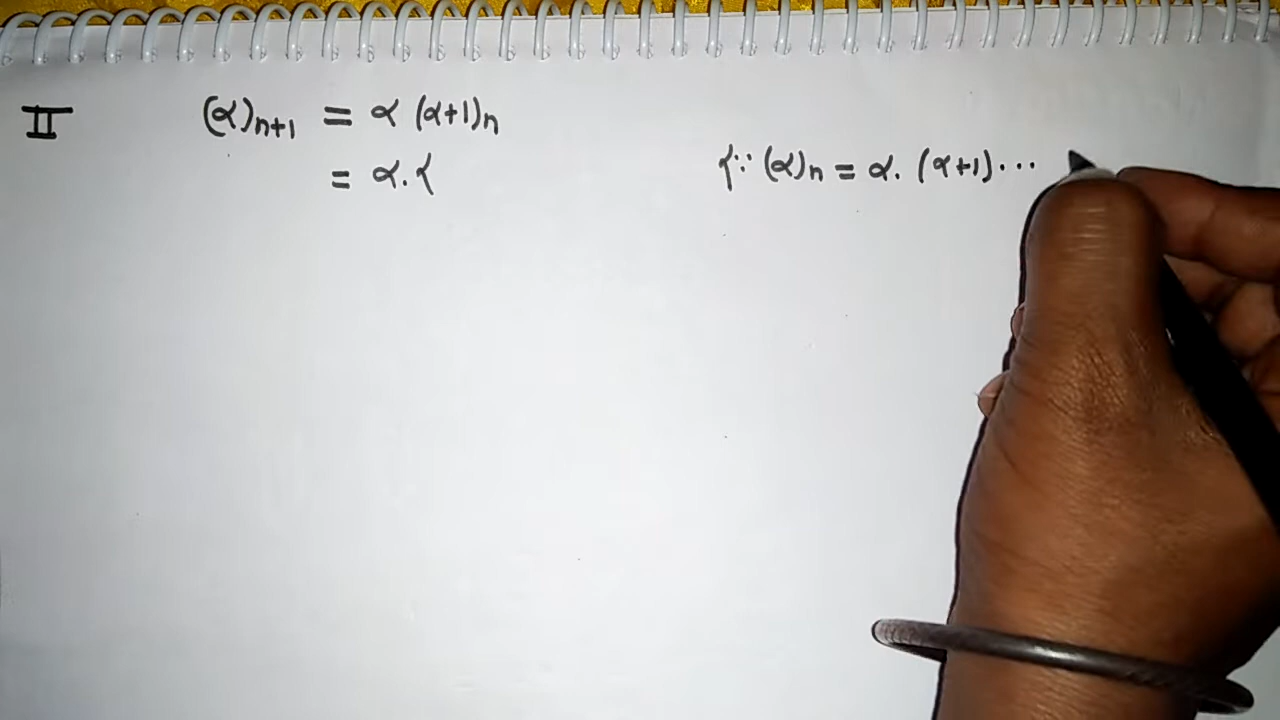 II (α)ₙ₊₁ = α (α+1)ₙ
= α. {
{∵ (α)ₙ = α. (α+1)...